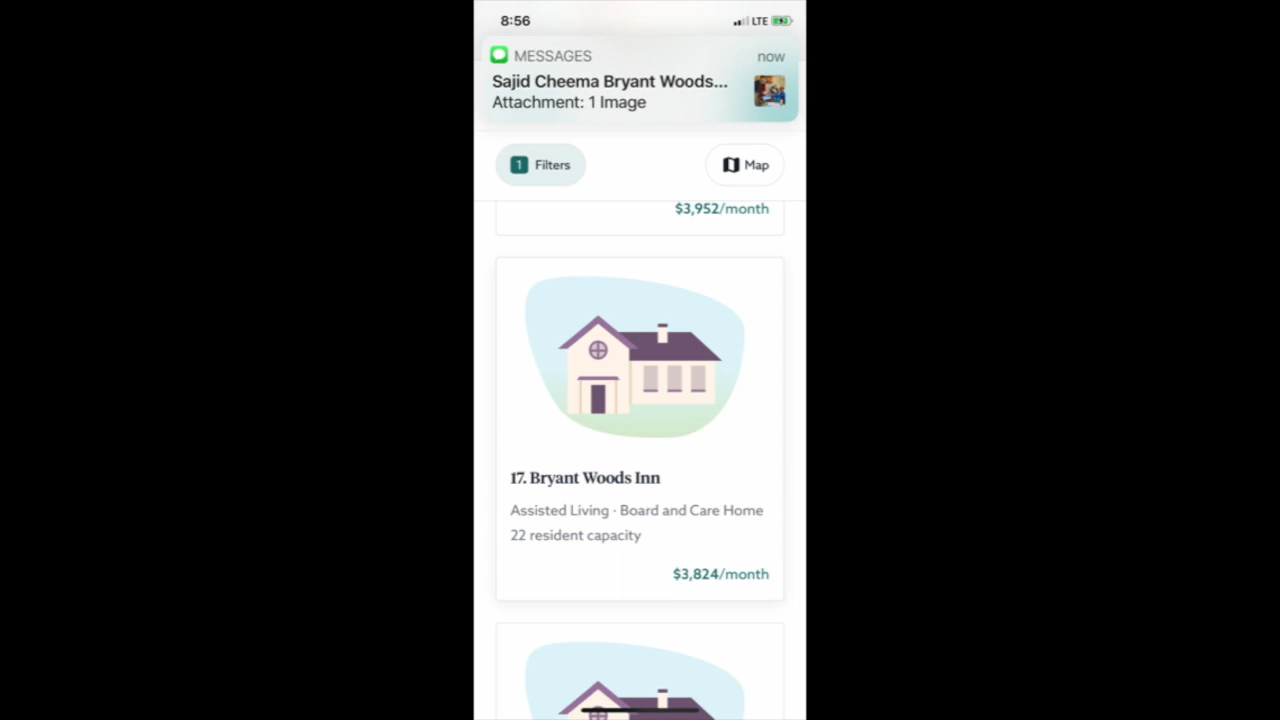 8:56
LTE
MESSAGES
now
Sajid Cheema Bryant Woods...
Attachment: 1 Image
1 Filters
Map
$3,952/month
17. Bryant Woods Inn
Assisted Living · Board and Care Home
22 resident capacity
$3,824/month